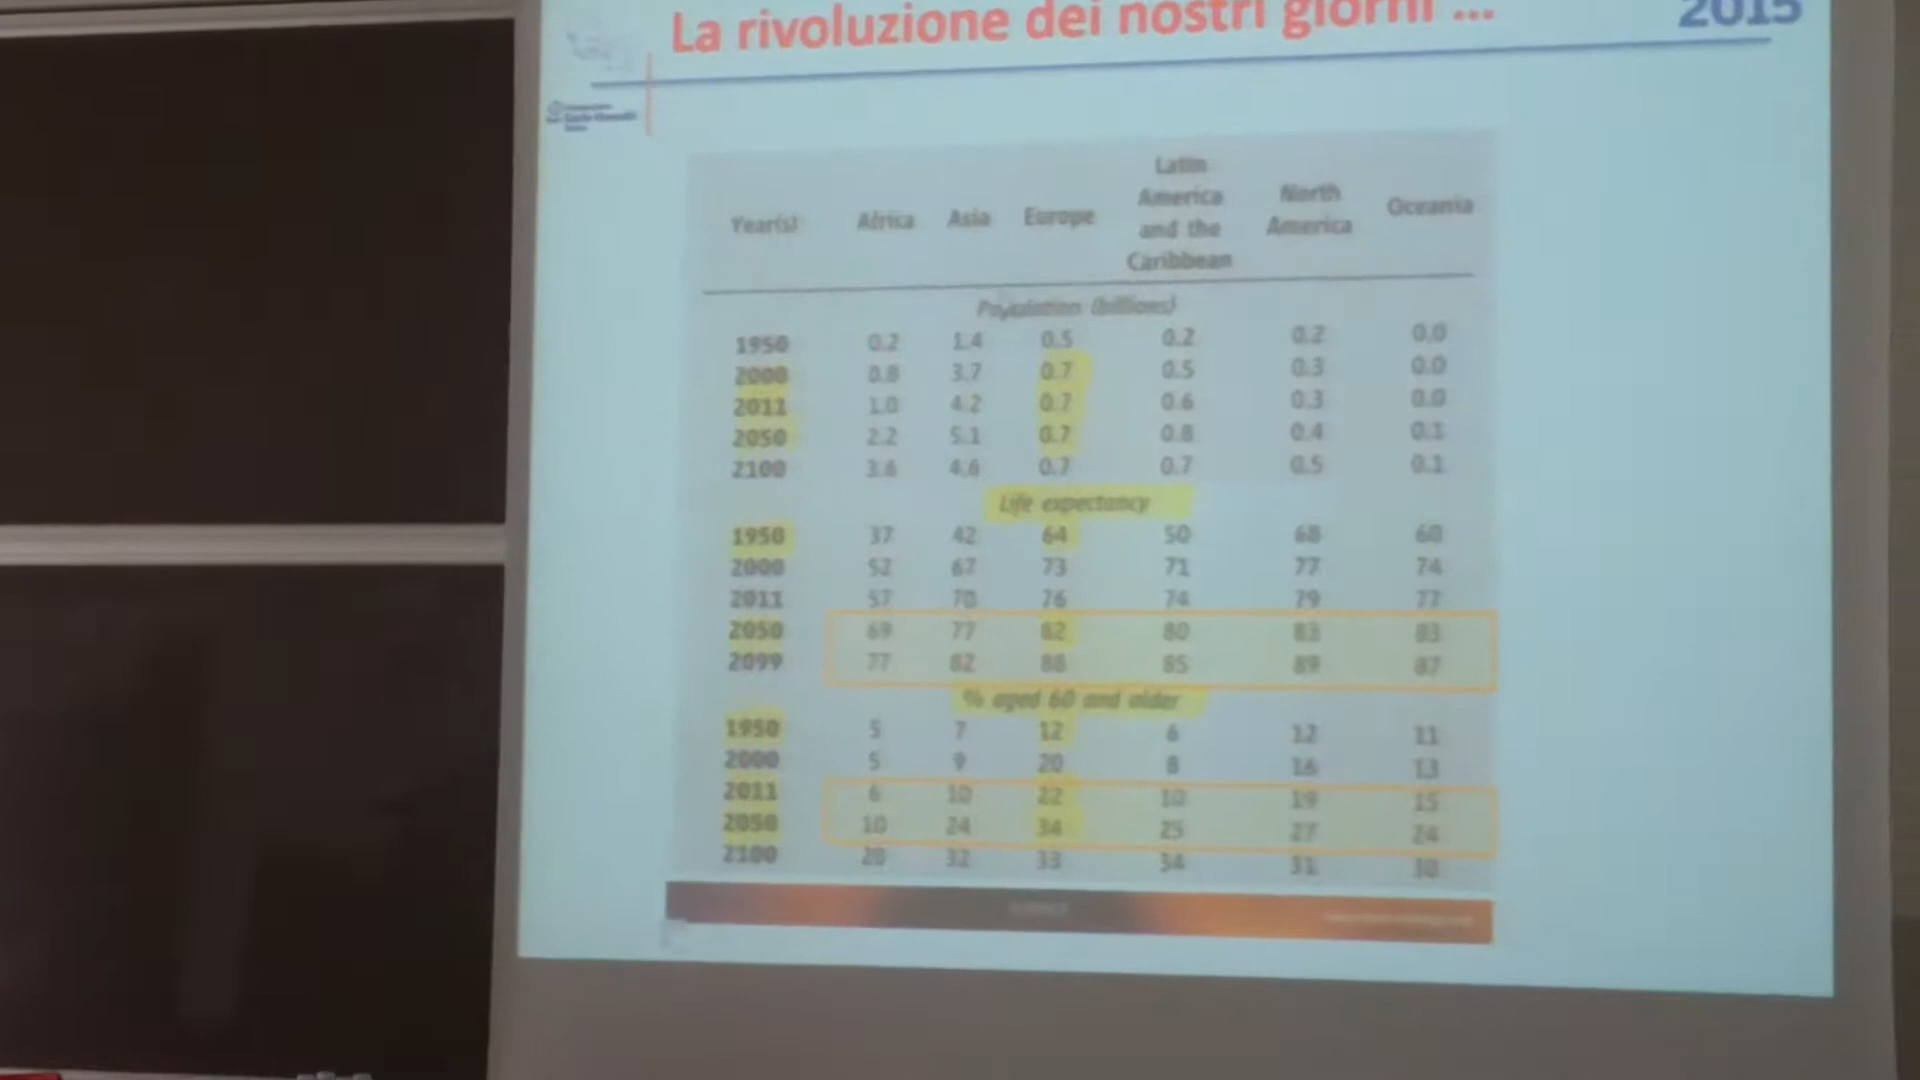 La rivoluzione dei nostri giorni ...
2015
Year(s) Africa Asia Europe Latin America and the Caribbean North America Oceania
Population (billions)
1950 0.2 1.4 0.5 0.2 0.2 0.0
2000 0.8 3.7 0.7 0.5 0.3 0.0
2011 1.0 4.2 0.7 0.6 0.3 0.0
2050 2.2 5.1 0.7 0.8 0.4 0.1
2100 3.6 4.6 0.7 0.7 0.5 0.1
Life expectancy
1950 37 42 64 50 68 60
2000 52 67 73 71 77 74
2011 57 70 76 74 79 77
2050 69 77 82 80 83 83
2099 77 82 88 85 89 87
% aged 60 and older
1950 5 7 12 6 12 11
2000 5 9 20 8 16 13
2011 6 10 22 10 19 15
2050 10 24 34 25 27 24
2100 20 32 33 34 31 30